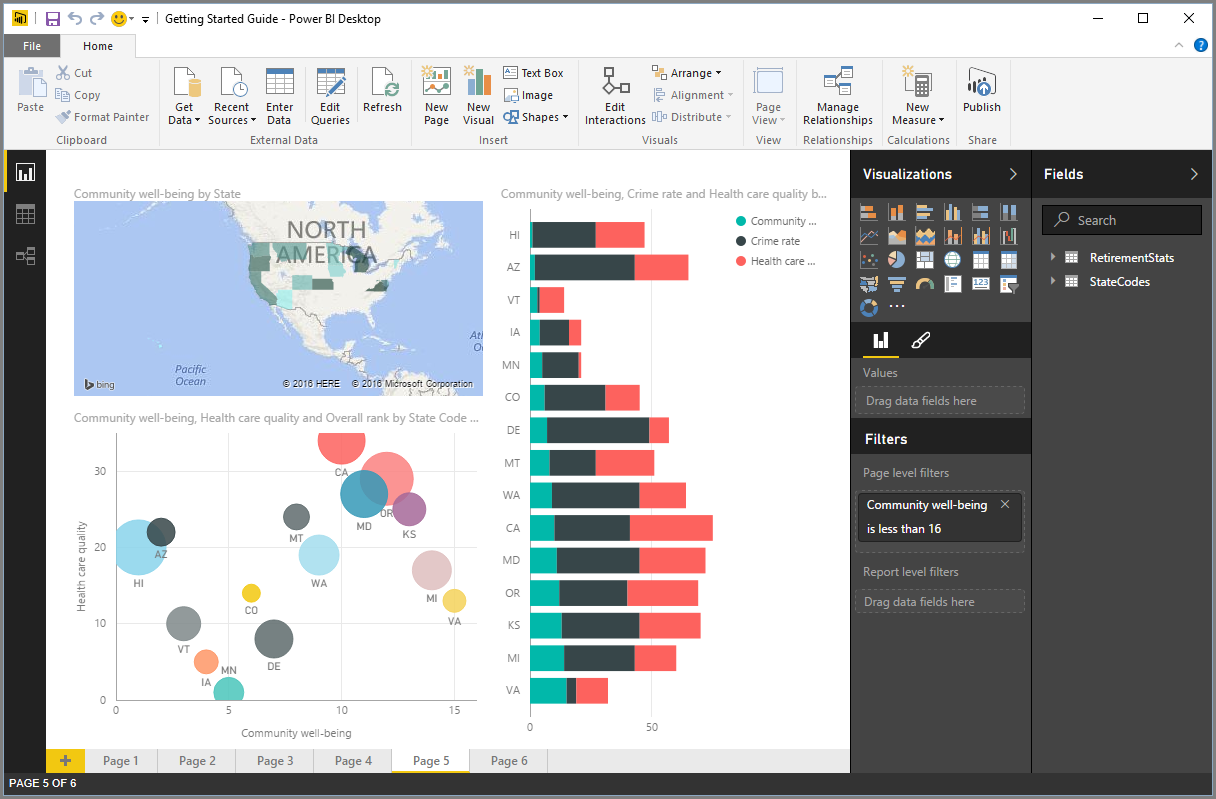 Getting Started Guide - Power BI Desktop
File Home
Paste
Cut
Copy
Format Painter
Clipboard
Get Data
Recent Sources
Enter Data
Edit Queries
Refresh
External Data
New Page
New Visual
Text Box
Image
Shapes
Insert
Edit Interactions
Arrange
Alignment
Distribute
Visuals
Page View
View
Manage Relationships
Relationships
New Measure
Calculations
Publish
Share
Community well-being by State
NORTH
AMERICA
Pacific
Ocean
bing
© 2016 HERE © 2016 Microsoft Corporation
Community well-being, Health care quality and Overall rank by State Code ...
Health care quality
30
20
10
0
0 5 10 15
Community well-being
CA
OR
MD
KS
MT
AZ
HI
WA
MI
VA
CO
VT
DE
IA
MN
Community well-being, Crime rate and Health care quality b...
Community ...
Crime rate
Health care ...
HI
AZ
VT
IA
MN
CO
DE
MT
WA
CA
MD
OR
KS
MI
VA
0 50
Visualizations
123
Values
Drag data fields here
Filters
Page level filters
Community well-being
is less than 16
Report level filters
Drag data fields here
Fields
Search
RetirementStats
StateCodes
Page 1 Page 2 Page 3 Page 4 Page 5 Page 6
PAGE 5 OF 6